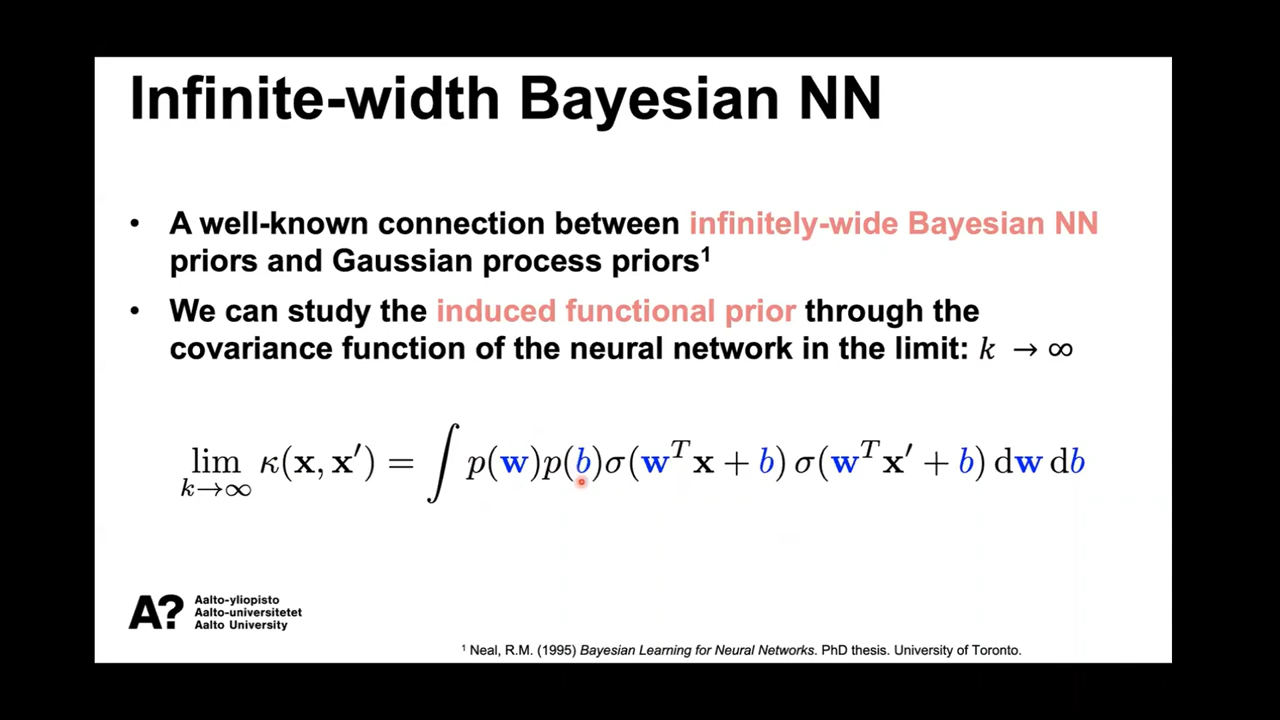 Infinite-width Bayesian NN
• A well-known connection between infinitely-wide Bayesian NN
priors and Gaussian process priors¹
• We can study the induced functional prior through the
covariance function of the neural network in the limit: k → ∞
lim_{k→∞} κ(x, x′) = ∫ p(w)p(b)σ(wᵀx + b) σ(wᵀx′ + b) dw db
A? Aalto-yliopisto
Aalto-universitetet
Aalto University
¹ Neal, R.M. (1995) Bayesian Learning for Neural Networks. PhD thesis. University of Toronto.